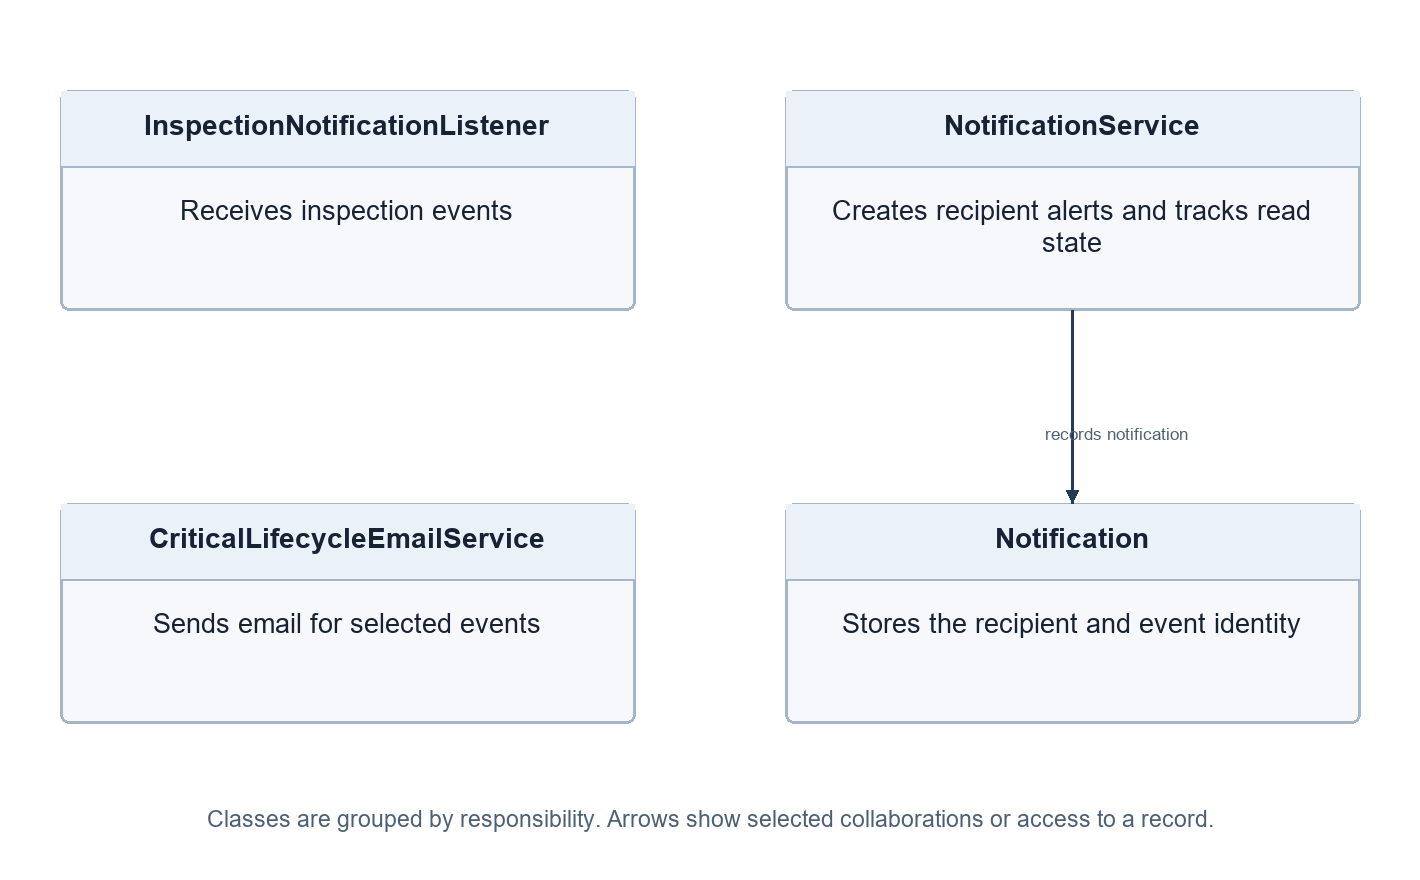 InspectionNotificationListener
Receives inspection events
NotificationService
Creates recipient alerts and tracks read
state
records notification
CriticalLifecycleEmailService
Sends email for selected events
Notification
Stores the recipient and event identity
Classes are grouped by responsibility. Arrows show selected collaborations or access to a record.